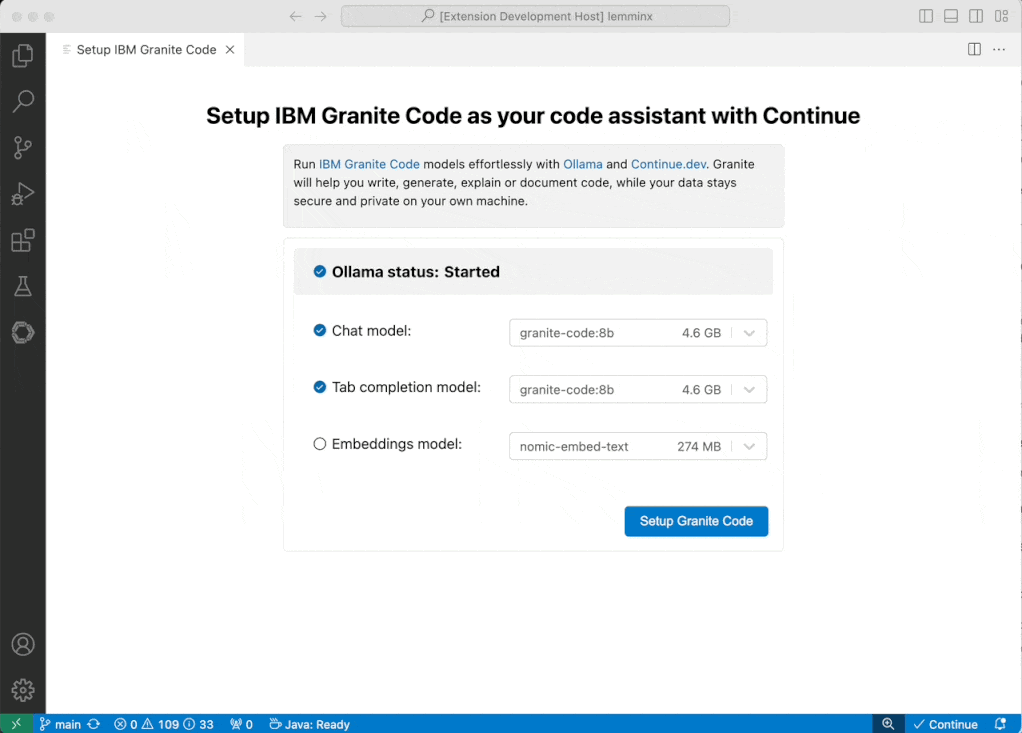 [Extension Development Host] lemminx
Setup IBM Granite Code
Setup IBM Granite Code as your code assistant with Continue
Run IBM Granite Code models effortlessly with Ollama and Continue.dev. Granite
will help you write, generate, explain or document code, while your data stays
secure and private on your own machine.
Ollama status: Started
Chat model: granite-code:8b 4.6 GB
Tab completion model: granite-code:8b 4.6 GB
Embeddings model: nomic-embed-text 274 MB
Setup Granite Code
main 0 109 33 0 Java: Ready Continue